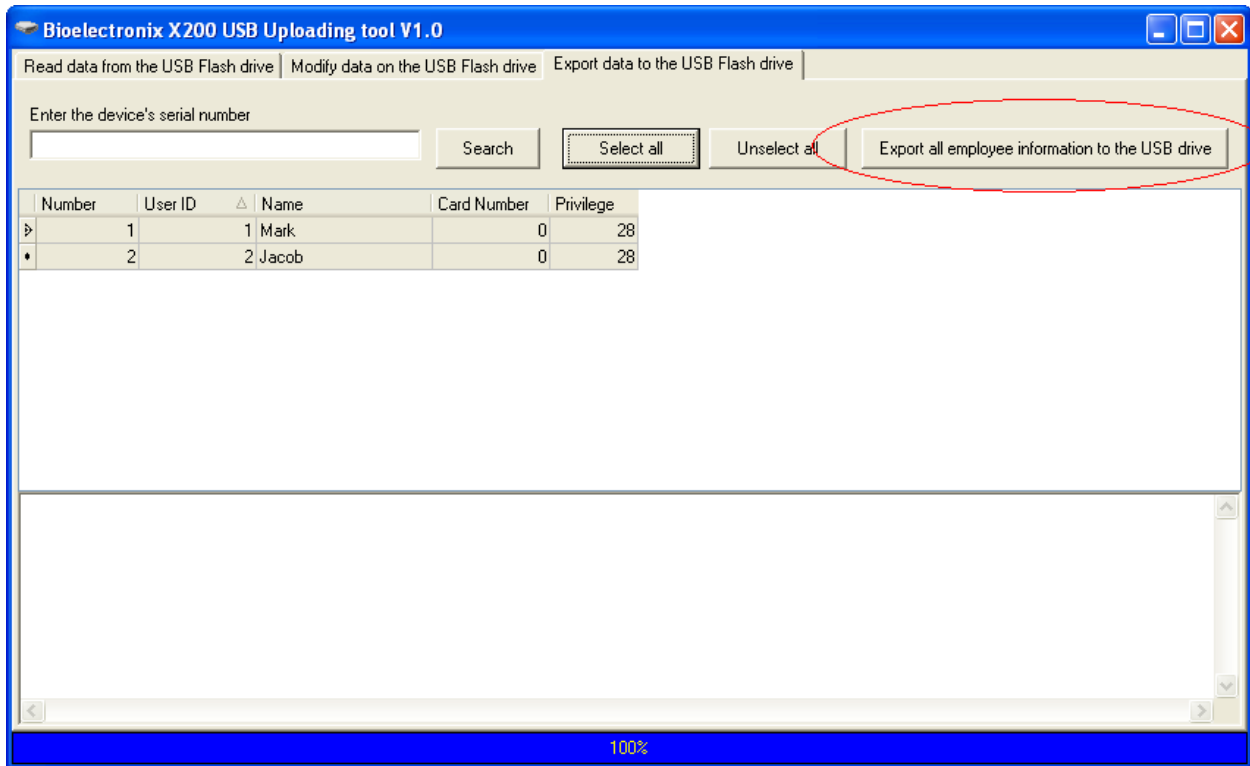 Bioelectronix X200 USB Uploading tool V1.0
Read data from the USB Flash drive Modify data on the USB Flash drive Export data to the USB Flash drive
Enter the device's serial number
Search Select all Unselect all Export all employee information to the USB drive
Number User ID Name Card Number Privilege
1 1 Mark 0 28
2 2 Jacob 0 28
100%